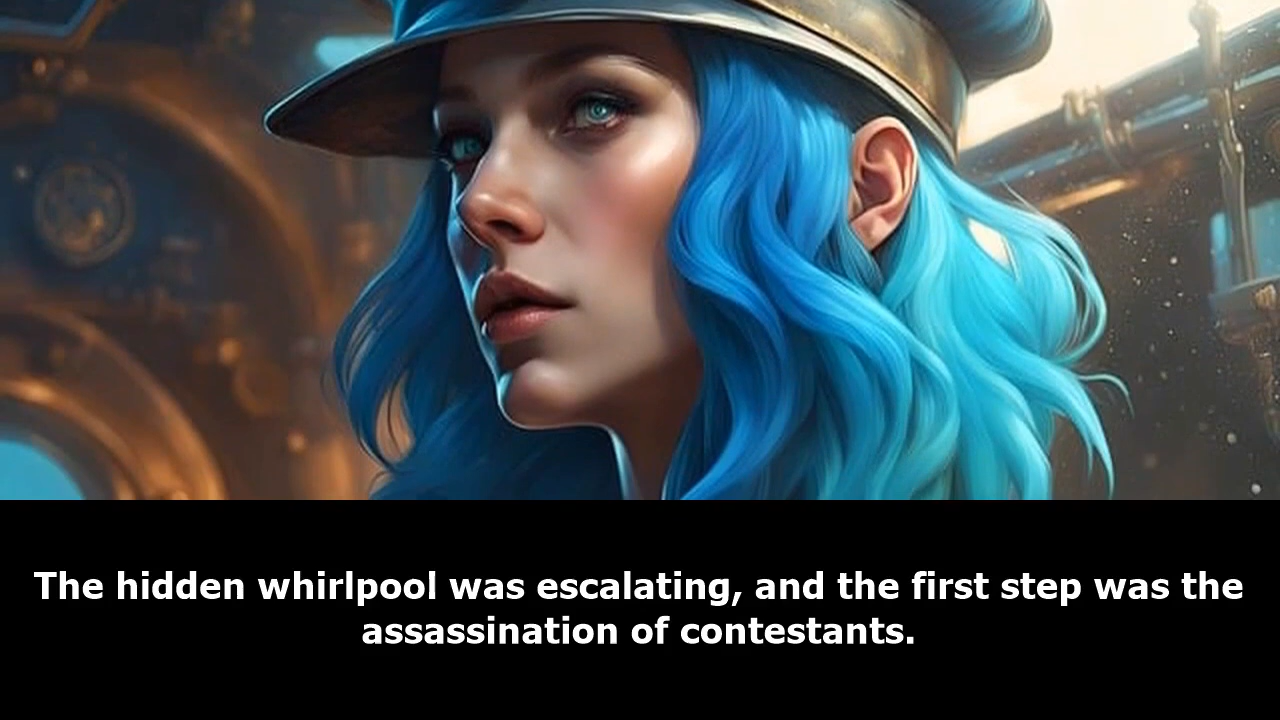 The hidden whirlpool was escalating, and the first step was the
assassination of contestants.